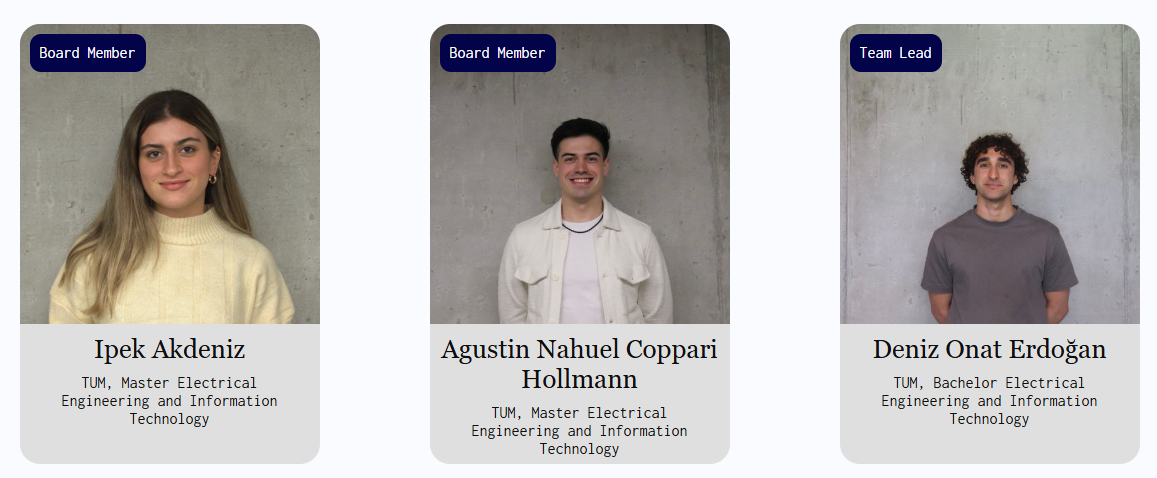 Board Member
Ipek Akdeniz
TUM, Master Electrical
Engineering and Information
Technology
Board Member
Agustin Nahuel Coppari
Hollmann
TUM, Master Electrical
Engineering and Information
Technology
Team Lead
Deniz Onat Erdoğan
TUM, Bachelor Electrical
Engineering and Information
Technology